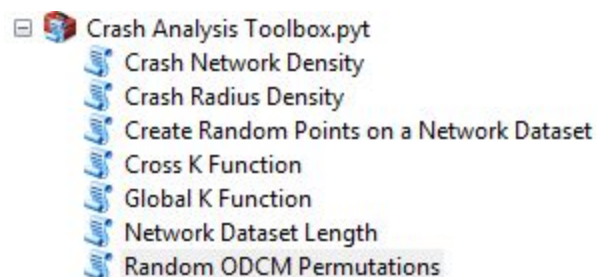 Crash Analysis Toolbox.pyt
Crash Network Density
Crash Radius Density
Create Random Points on a Network Dataset
Cross K Function
Global K Function
Network Dataset Length
Random ODCM Permutations